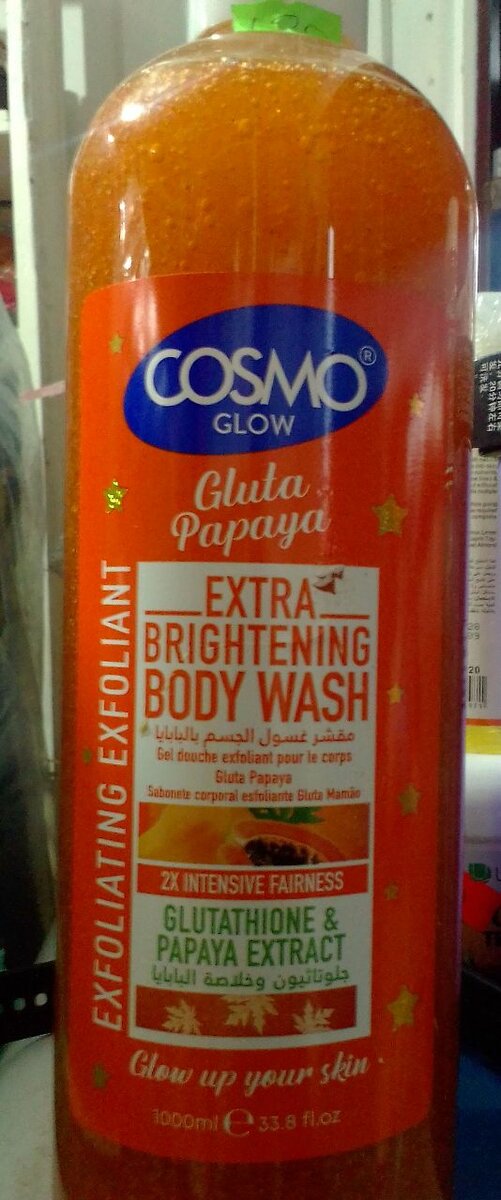 COSMO®
GLOW
Gluta
Papaya
EXFOLIATING EXFOLIANT
EXTRA
BRIGHTENING
BODY WASH
مقشر غسول الجسم بالبابايا
Gel douche exfoliant pour le corps
Gluta Papaya
Sabonete corporal esfoliante Gluta Mamão
2X INTENSIVE FAIRNESS
GLUTATHIONE &
PAPAYA EXTRACT
جلوتاثيون وخلاصة البابايا
Glow up your skin
1000ml ℮ 33.8 fl.oz
20